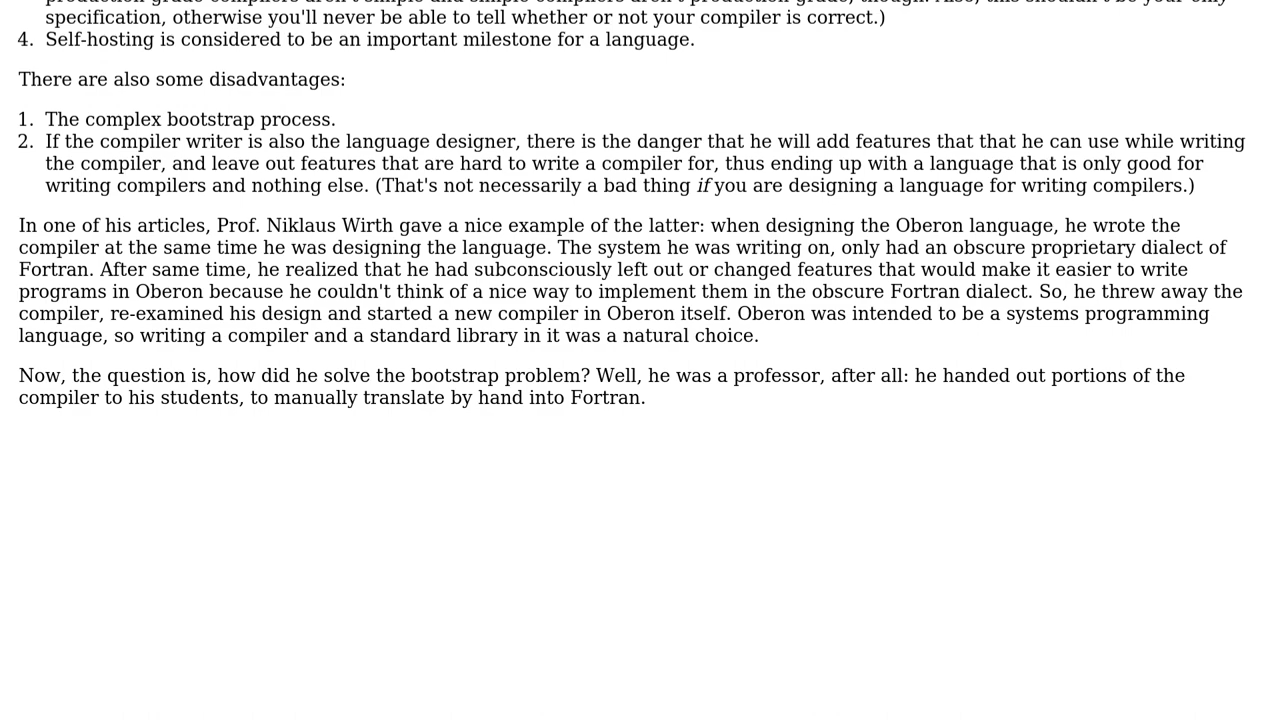 specification, otherwise you'll never be able to tell whether or not your compiler is correct.)
4. Self-hosting is considered to be an important milestone for a language.
There are also some disadvantages:
1. The complex bootstrap process.
2. If the compiler writer is also the language designer, there is the danger that he will add features that that he can use while writing
the compiler, and leave out features that are hard to write a compiler for, thus ending up with a language that is only good for
writing compilers and nothing else. (That's not necessarily a bad thing if you are designing a language for writing compilers.)
In one of his articles, Prof. Niklaus Wirth gave a nice example of the latter: when designing the Oberon language, he wrote the
compiler at the same time he was designing the language. The system he was writing on, only had an obscure proprietary dialect of
Fortran. After same time, he realized that he had subconsciously left out or changed features that would make it easier to write
programs in Oberon because he couldn't think of a nice way to implement them in the obscure Fortran dialect. So, he threw away the
compiler, re-examined his design and started a new compiler in Oberon itself. Oberon was intended to be a systems programming
language, so writing a compiler and a standard library in it was a natural choice.
Now, the question is, how did he solve the bootstrap problem? Well, he was a professor, after all: he handed out portions of the
compiler to his students, to manually translate by hand into Fortran.